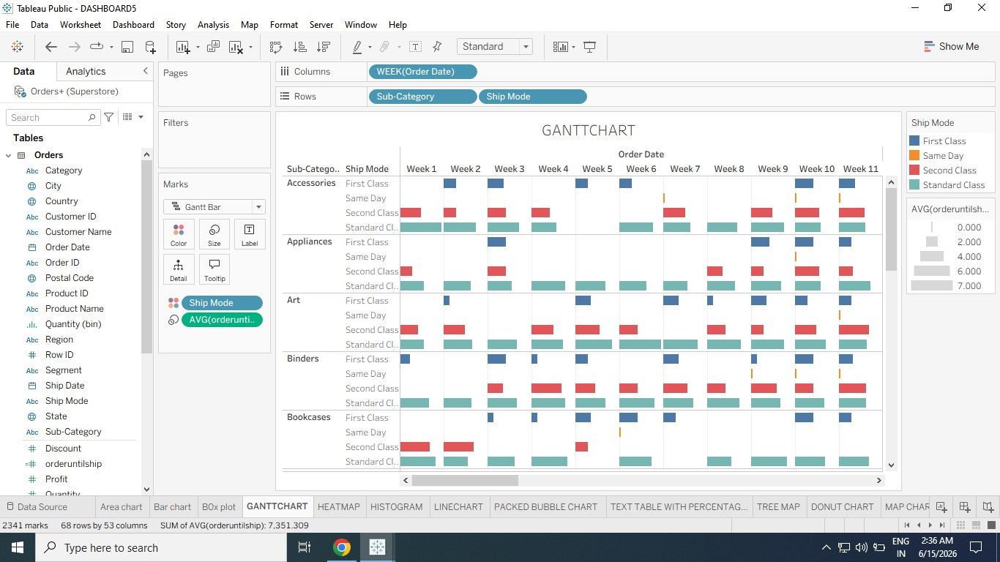 Tableau Public - DASHBOARD5
File Data Worksheet Dashboard Story Analysis Map Format Server Window Help
Standard
Show Me
Data Analytics
Orders+ (Superstore)
Search
Tables
Orders
Abc Category
City
Country
Abc Customer ID
Abc Customer Name
Order Date
Abc Order ID
Postal Code
Abc Product ID
Abc Product Name
Quantity (bin)
Abc Region
Row ID
Abc Segment
Ship Date
Abc Ship Mode
State
Abc Sub-Category
Discount
orderuntilship
Profit
Quantity
Pages
Filters
Marks
Gantt Bar
Color Size Label
Detail Tooltip
Ship Mode
AVG(orderunti..
Columns WEEK(Order Date)
Rows Sub-Category Ship Mode
GANTTCHART
Order Date
Sub-Catego.. Ship Mode Week 1 Week 2 Week 3 Week 4 Week 5 Week 6 Week 7 Week 8 Week 9 Week 10 Week 11
Accessories First Class
Same Day
Second Class
Standard Cl..
Appliances First Class
Same Day
Second Class
Standard Cl..
Art First Class
Same Day
Second Class
Standard Cl..
Binders First Class
Same Day
Second Class
Standard Cl..
Bookcases First Class
Same Day
Second Class
Standard Cl..
Ship Mode
First Class
Same Day
Second Class
Standard Class
AVG(orderuntilsh...
0.000
2.000
4.000
6.000
7.000
Data Source Area chart Bar chart B0x plot GANTTCHART HEATMAP HISTOGRAM LINECHART PACKED BUBBLE CHART TEXT TABLE WITH PERCENTAG... TREE MAP DONUT CHART MAP CHAR
2341 marks 68 rows by 53 columns SUM of AVG(orderuntilship): 7,351.309
Type here to search
ENG
IN
2:36 AM
6/15/2026